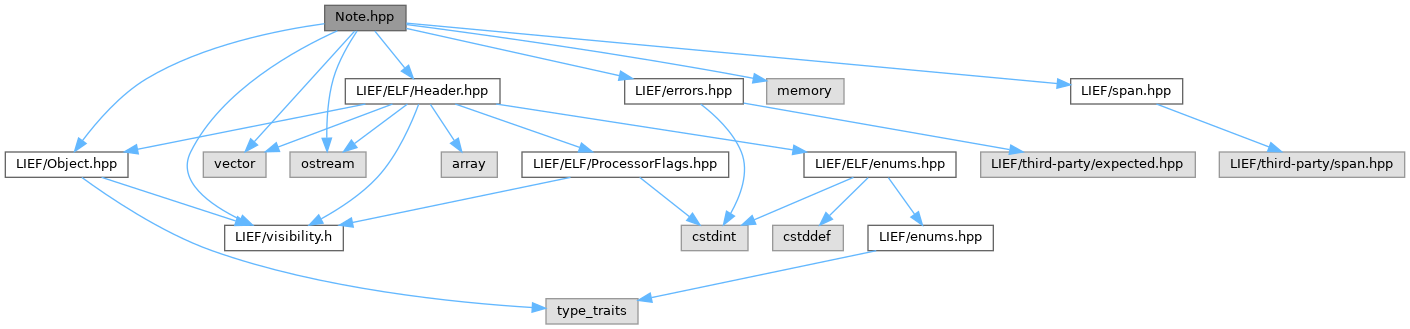 Note.hpp
LIEF/ELF/Header.hpp
LIEF/errors.hpp
memory
LIEF/span.hpp
LIEF/Object.hpp
vector
ostream
array
LIEF/ELF/ProcessorFlags.hpp
LIEF/ELF/enums.hpp
LIEF/third-party/expected.hpp
LIEF/third-party/span.hpp
LIEF/visibility.h
cstdint
cstddef
LIEF/enums.hpp
type_traits